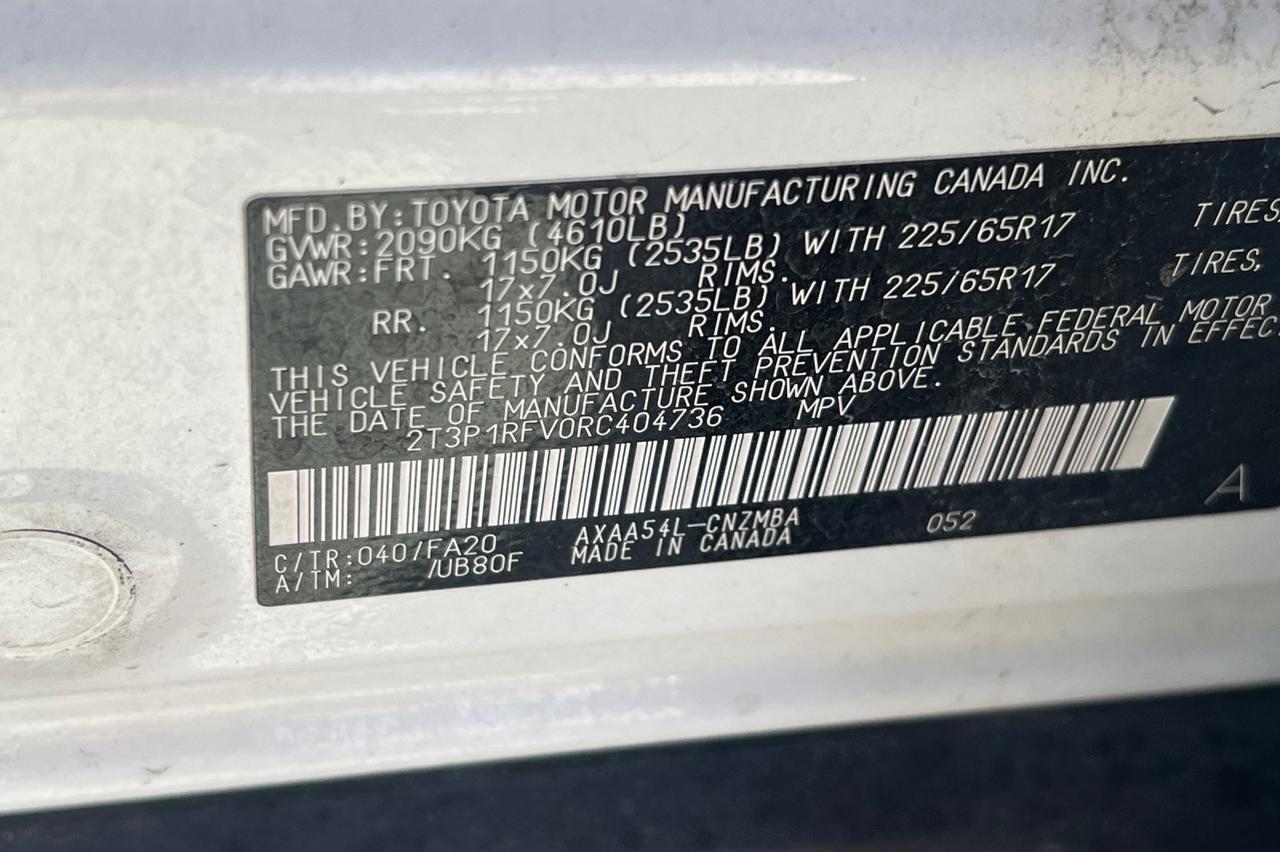 MFD.BY:TOYOTA MOTOR MANUFACTURING CANADA INC.
GVWR:2090KG (4610LB)
GAWR:FRT. 1150KG (2535LB) WITH 225/65R17 TIRES
17x7.0J RIMS.
RR. 1150KG (2535LB) WITH 225/65R17 TIRES,
17x7.0J RIMS.
THIS VEHICLE CONFORMS TO ALL APPLICABLE FEDERAL MOTOR
VEHICLE SAFETY AND THEFT PREVENTION STANDARDS IN EFFEC
THE DATE OF MANUFACTURE SHOWN ABOVE.
2T3P1RFV0RC404736 MPV
C/TR:040/FA20 AXAA54L-CNZMBA 052 A
A/TM: /UB80F MADE IN CANADA